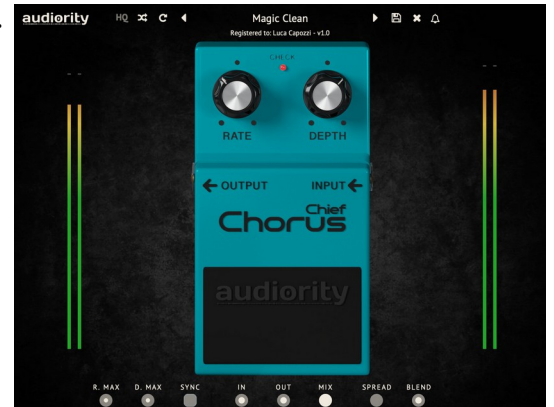 audiority HQ Magic Clean
Registered to: Luca Capozzi - v1.0
CHECK
RATE DEPTH
OUTPUT INPUT
Chief
Chorus
audiority
R. MAX D. MAX SYNC IN OUT MIX SPREAD BLEND